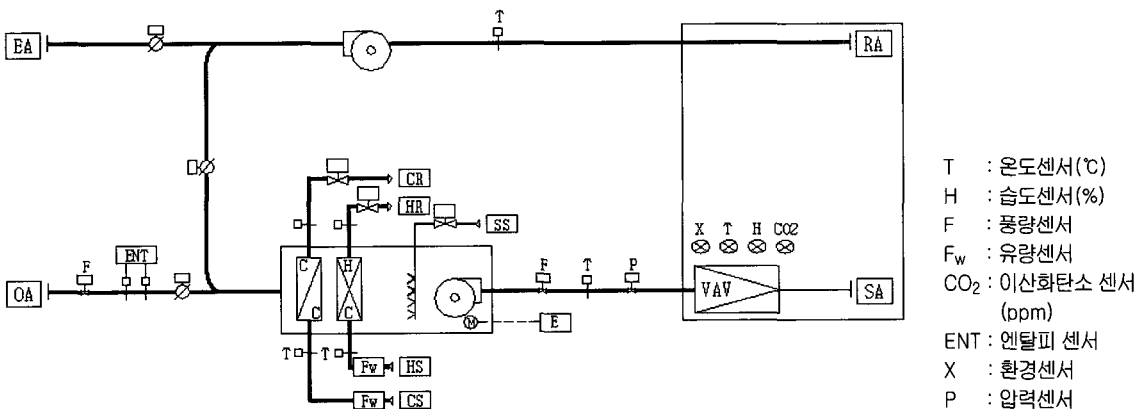 T
EA
RA
T : 온도센서(℃)
H : 습도센서(%)
F : 풍량센서
Fw : 유량센서
CO2 : 이산화탄소 센서
(ppm)
ENT : 엔탈피 센서
X : 환경센서
P : 압력센서
CR
HR
SS
X T H CO2
F ENT
C H
F T P
OA
VAV
SA
C C
M
E
T T
Fw HS
Fw CS